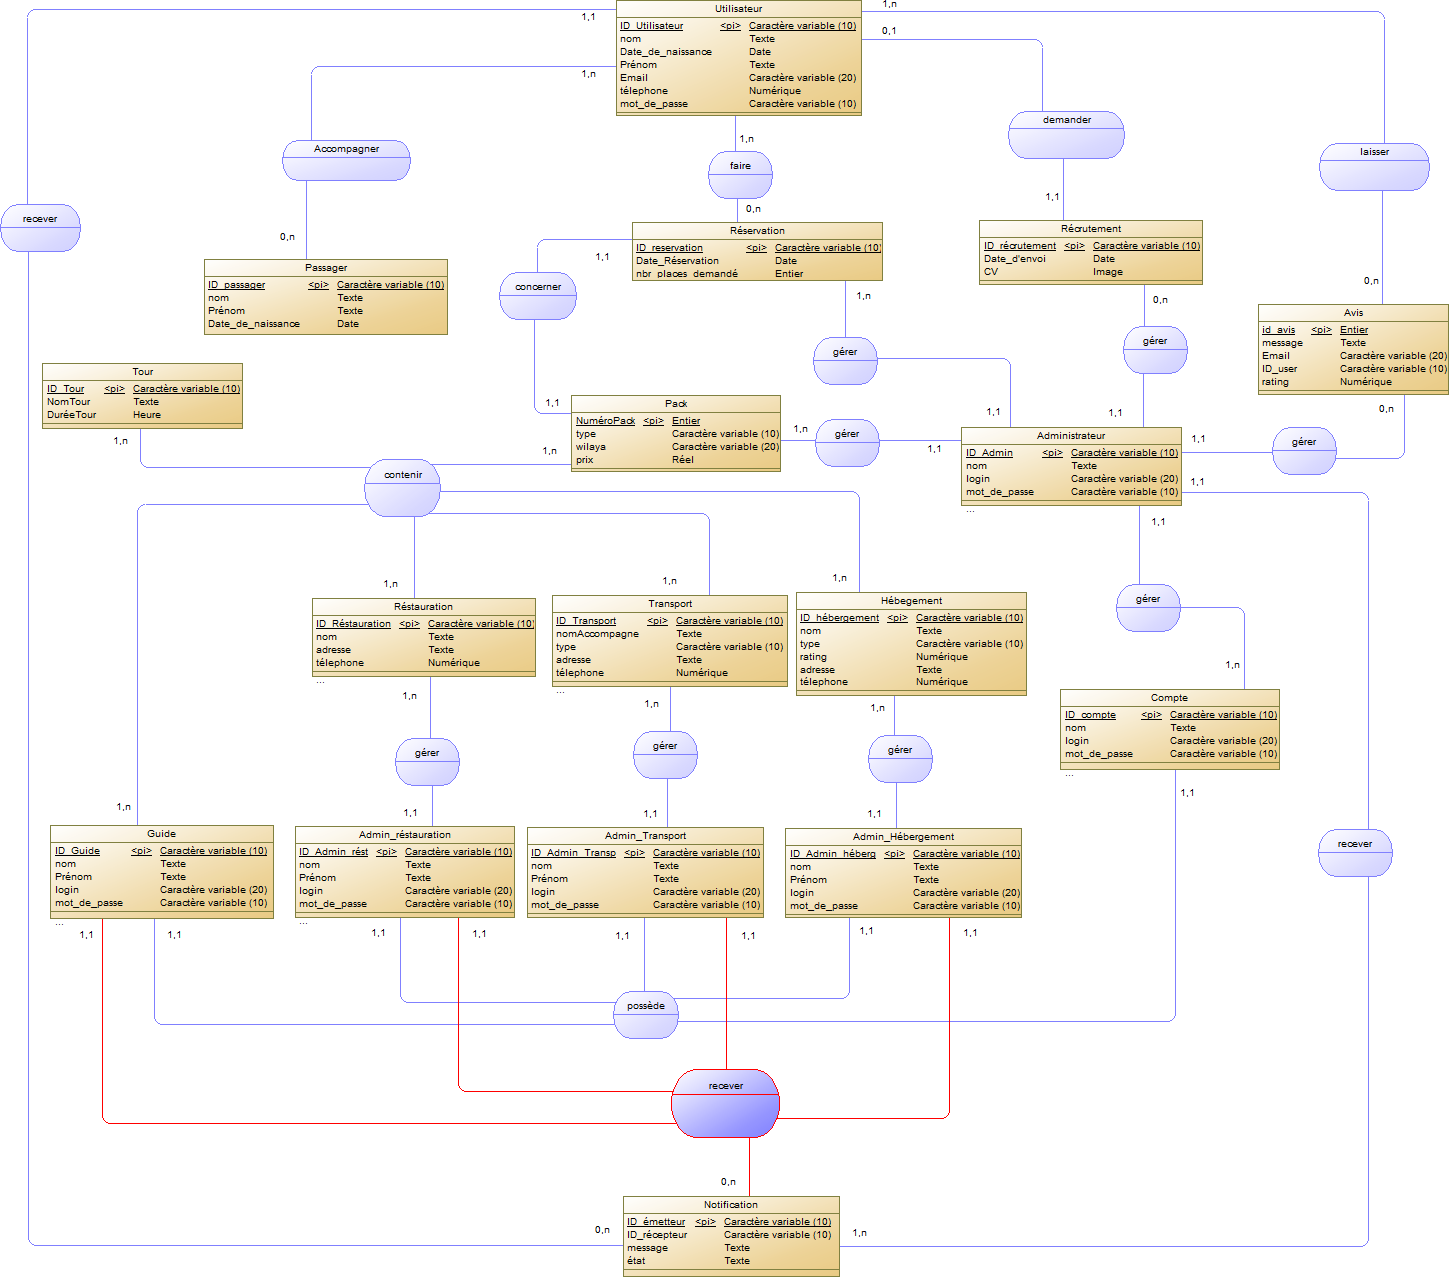 Utilisateur
ID_Utilisateur <pi> Caractère variable (10)
nom Texte
Date_de_naissance Date
Prénom Texte
Email Caractère variable (20)
télephone Numérique
mot_de_passe Caractère variable (10)
1,1
1,n
1,n
0,1
1,n
demander
Accompagner
laisser
faire
recever
1,1
0,n
0,n
0,n
Réservation
ID_reservation <pi> Caractère variable (10)
Date_Réservation Date
nbr_places_demandé Entier
Récrutement
ID_récrutement <pi> Caractère variable (10)
Date_d'envoi Date
CV Image
Passager
ID_passager <pi> Caractère variable (10)
nom Texte
Prénom Texte
Date_de_naissance Date
1,1
concerner
1,n
0,n
Avis
id_avis <pi> Entier
message Texte
Email Caractère variable (20)
ID_user Caractère variable (10)
rating Numérique
gérer
gérer
Tour
ID_Tour <pi> Caractère variable (10)
NomTour Texte
DuréeTour Heure
1,1
1,1
1,1
0,n
Pack
NuméroPack <pi> Entier
type Caractère variable (10)
wilaya Caractère variable (20)
prix Réel
1,n
gérer
1,1
Administrateur
ID_Admin <pi> Caractère variable (10)
nom Texte
login Caractère variable (20)
mot_de_passe Caractère variable (10)
...
1,1
gérer
1,n
1,n
contenir
1,1
1,1
1,n
1,n
1,n
gérer
Réstauration
ID_Réstauration <pi> Caractère variable (10)
nom Texte
adresse Texte
télephone Numérique
...
Transport
ID_Transport <pi> Caractère variable (10)
nomAccompagne Texte
type Caractère variable (10)
adresse Texte
télephone Numérique
...
Hébegement
ID_hébergement <pi> Caractère variable (10)
nom Texte
type Caractère variable (10)
rating Numérique
adresse Texte
télephone Numérique
1,n
Compte
ID_compte <pi> Caractère variable (10)
nom Texte
login Caractère variable (20)
mot_de_passe Caractère variable (10)
...
1,n
1,n
1,n
gérer
gérer
gérer
1,1
1,n
1,1
1,1
1,1
recever
Guide
ID_Guide <pi> Caractère variable (10)
nom Texte
Prénom Texte
login Caractère variable (20)
mot_de_passe Caractère variable (10)
...
Admin_réstauration
ID_Admin_rést <pi> Caractère variable (10)
nom Texte
Prénom Texte
login Caractère variable (20)
mot_de_passe Caractère variable (10)
...
Admin_Transport
ID_Admin_Transp <pi> Caractère variable (10)
nom Texte
Prénom Texte
login Caractère variable (20)
mot_de_passe Caractère variable (10)
Admin_Hébergement
ID_Admin_héberg <pi> Caractère variable (10)
nom Texte
Prénom Texte
login Caractère variable (20)
mot_de_passe Caractère variable (10)
1,1
1,1
1,1
1,1
1,1
1,1
1,1
1,1
possède
recever
0,n
Notification
ID_émetteur <pi> Caractère variable (10)
ID_récepteur Caractère variable (10)
message Texte
état Texte
0,n
1,n